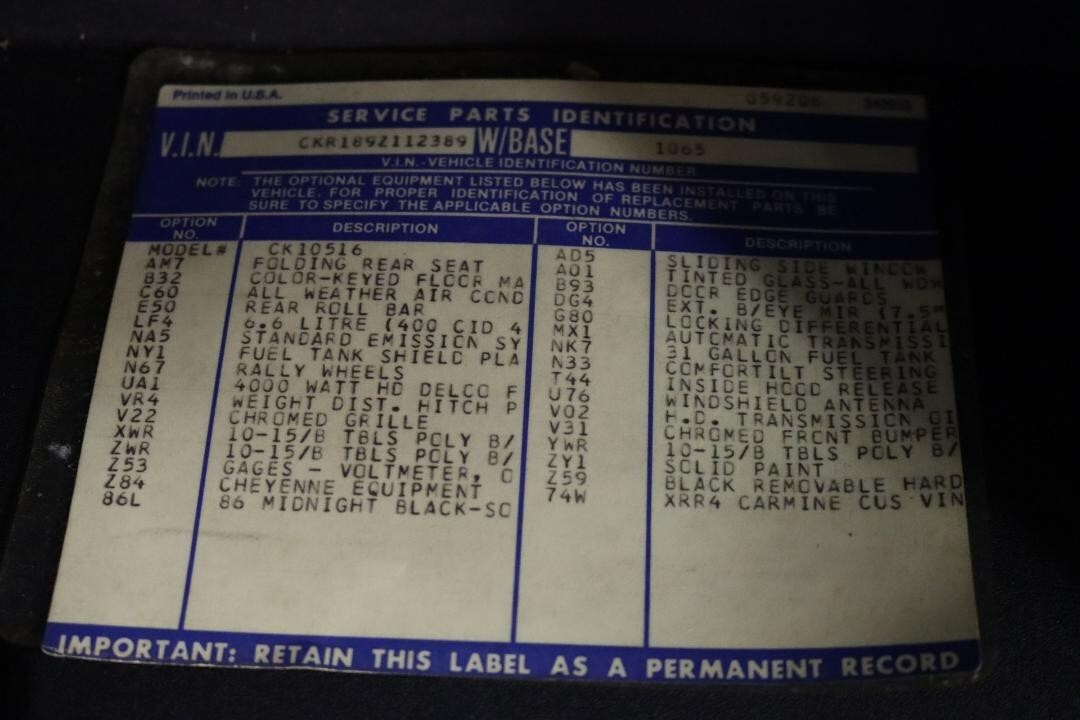 Printed in U.S.A. 059206
SERVICE PARTS IDENTIFICATION
V.I.N. CKR189Z112389 W/BASE 1065
V.I.N.-VEHICLE IDENTIFICATION NUMBER
NOTE: THE OPTIONAL EQUIPMENT LISTED BELOW HAS BEEN INSTALLED ON THIS
VEHICLE. FOR PROPER IDENTIFICATION OF REPLACEMENT PARTS BE
SURE TO SPECIFY THE APPLICABLE OPTION NUMBERS.
OPTION NO. DESCRIPTION
MODEL# CK10516
AM7 FOLDING REAR SEAT
B32 COLOR-KEYED FLOOR MA
C60 ALL WEATHER AIR COND
E50 REAR ROLL BAR
LF4 6.6 LITRE (400 CID 4
NA5 STANDARD EMISSION SY
NY1 FUEL TANK SHIELD PLA
N67 RALLY WHEELS
UA1 4000 WATT HD DELCO F
VR4 WEIGHT DIST. HITCH P
V22 CHROMED GRILLE
XWR 10-15/B TBLS POLY B/
ZWR 10-15/B TBLS POLY B/
Z53 GAGES - VOLTMETER, O
Z84 CHEYENNE EQUIPMENT
86L 86 MIDNIGHT BLACK-SO
OPTION NO. DESCRIPTION
AD5 SLIDING SIDE WINDOW
A01 TINTED GLASS-ALL WDW
B93 DOOR EDGE GUARDS
DG4 EXT. B/EYE MIR (7.5"
G80 LOCKING DIFFERENTIAL
MX1 AUTOMATIC TRANSMISSI
NK7 31 GALLON FUEL TANK
N33 COMFORTILT STEERING
T44 INSIDE HOOD RELEASE
U76 WINDSHIELD ANTENNA
V02 H.D. TRANSMISSION OI
V31 CHROMED FRONT BUMPER
YWR 10-15/B TBLS POLY B/
ZY1 SOLID PAINT
Z59 BLACK REMOVABLE HARD
74W XRR4 CARMINE CUS VIN
IMPORTANT: RETAIN THIS LABEL AS A PERMANENT RECORD